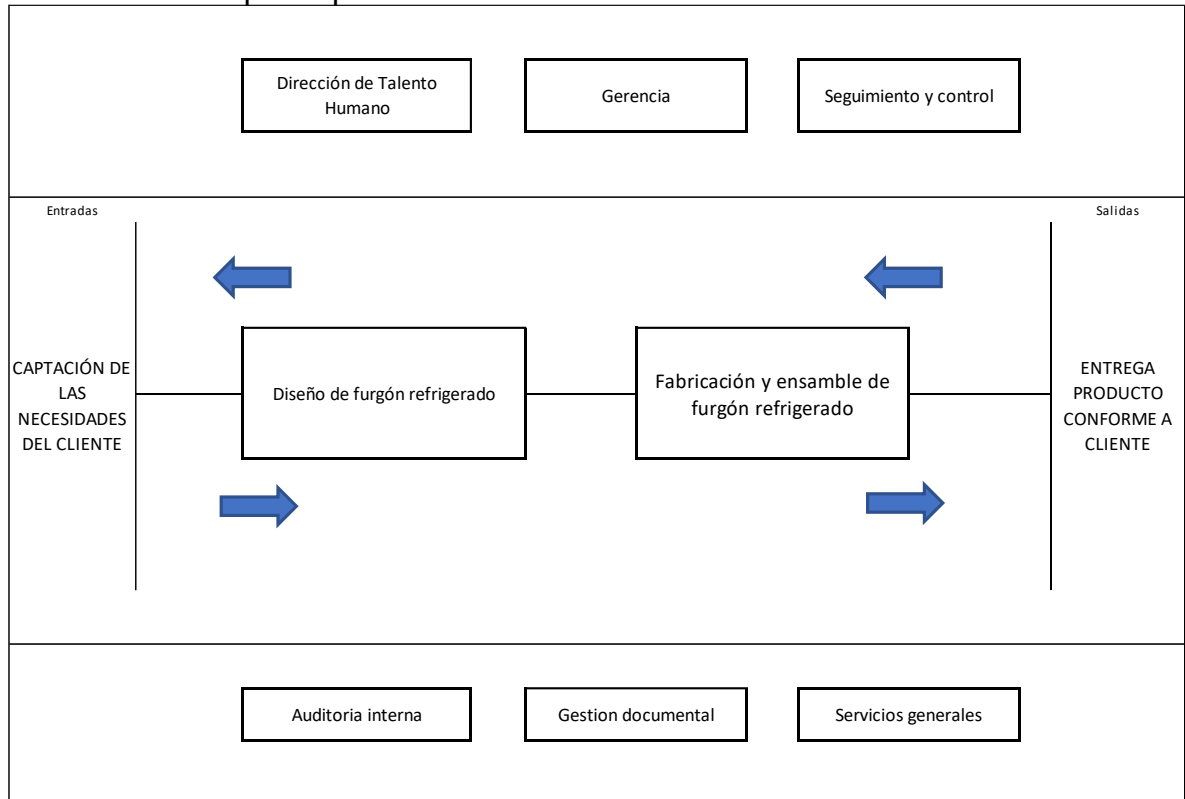 Dirección de Talento
Humano
Gerencia
Seguimiento y control
Entradas
Salidas
CAPTACIÓN DE
LAS
NECESIDADES
DEL CLIENTE
Diseño de furgón refrigerado
Fabricación y ensamble de
furgón refrigerado
ENTREGA
PRODUCTO
CONFORME A
CLIENTE
Auditoria interna
Gestion documental
Servicios generales